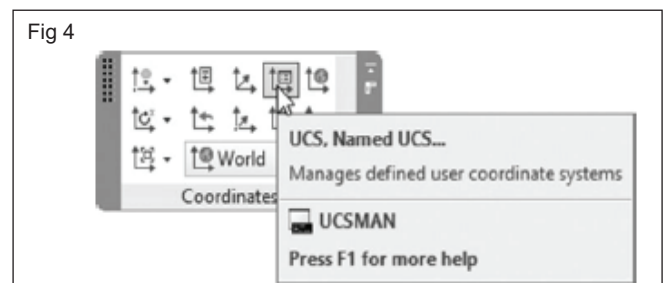 Fig 4
World
Coordinates
UCS, Named UCS...
Manages defined user coordinate systems
UCSMAN
Press F1 for more help